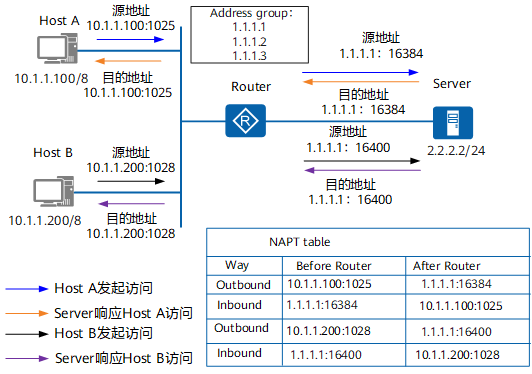 Host A
源地址
10.1.1.100:1025
目的地址
10.1.1.100:1025
10.1.1.100/8
Address group：
1.1.1.1
1.1.1.2
1.1.1.3
Router
源地址
1.1.1.1：16384
目的地址
1.1.1.1：16384
源地址
1.1.1.1：16400
目的地址
1.1.1.1：16400
Server
2.2.2.2/24
Host B
源地址
10.1.1.200:1028
目的地址
10.1.1.200:1028
10.1.1.200/8
Host A发起访问
Server响应Host A访问
Host B发起访问
Server响应Host B访问
NAPT table
Way Before Router After Router
Outbound 10.1.1.100:1025 1.1.1.1:16384
Inbound 1.1.1.1:16384 10.1.1.100:1025
Outbound 10.1.1.200:1028 1.1.1.1:16400
Inbound 1.1.1.1:16400 10.1.1.200:1028